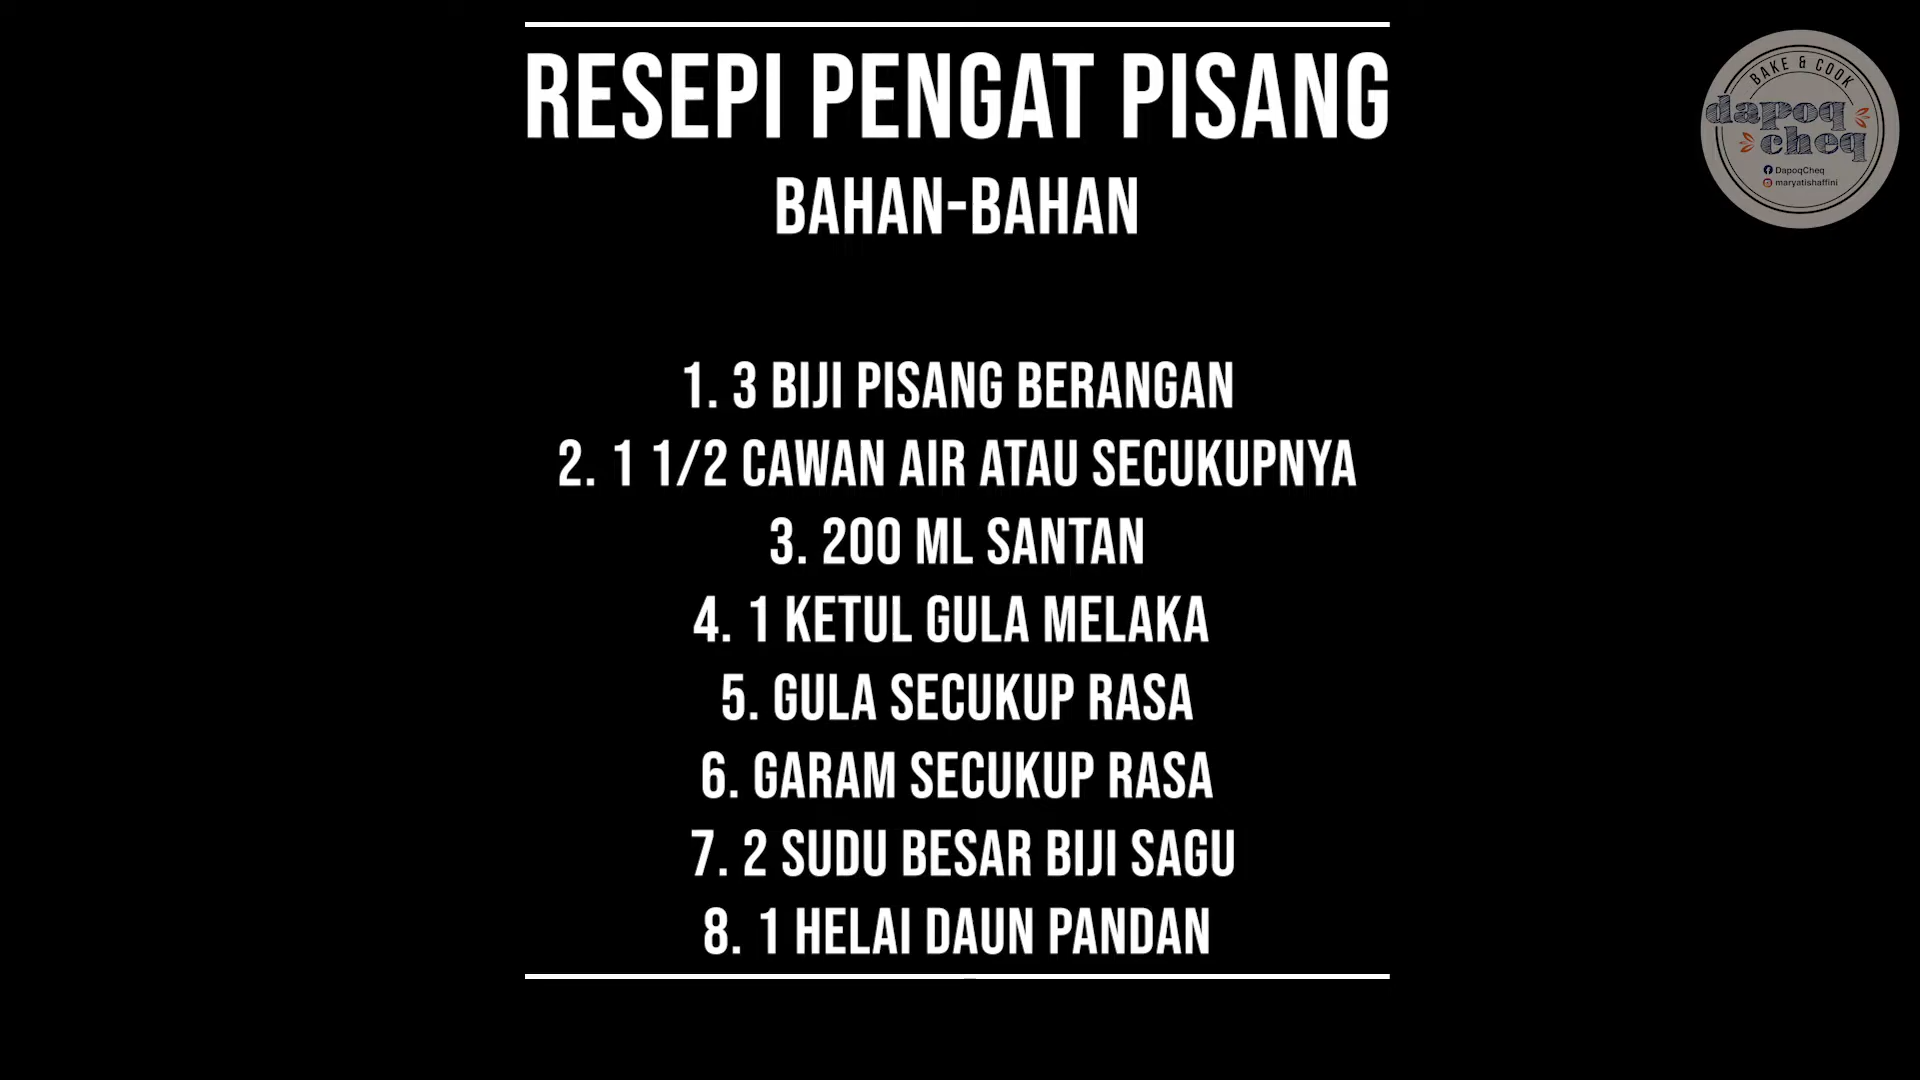 RESEPI PENGAT PISANG
BAHAN-BAHAN
1. 3 BIJI PISANG BERANGAN
2. 1 1/2 CAWAN AIR ATAU SECUKUPNYA
3. 200 ML SANTAN
4. 1 KETUL GULA MELAKA
5. GULA SECUKUP RASA
6. GARAM SECUKUP RASA
7. 2 SUDU BESAR BIJI SAGU
8. 1 HELAI DAUN PANDAN
BAKE & COOK
dapoq
cheq
DapoqCheq
maryatishaffini